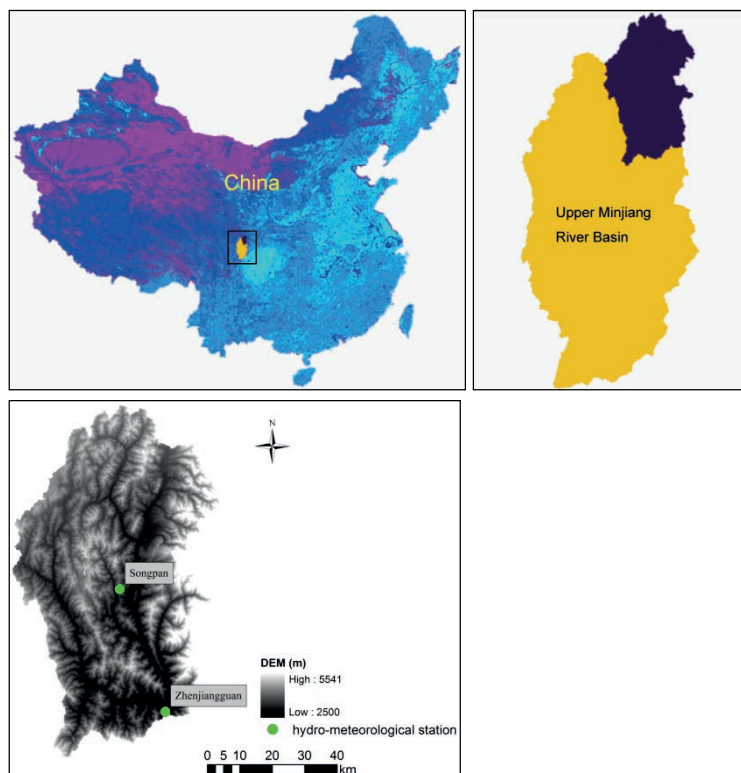 China
Upper Minjiang
River Basin
N
Songpan
Zhenjiangguan
DEM (m)
High : 5541
Low : 2500
hydro-meteorological station
0 5 10 20 30 40
km